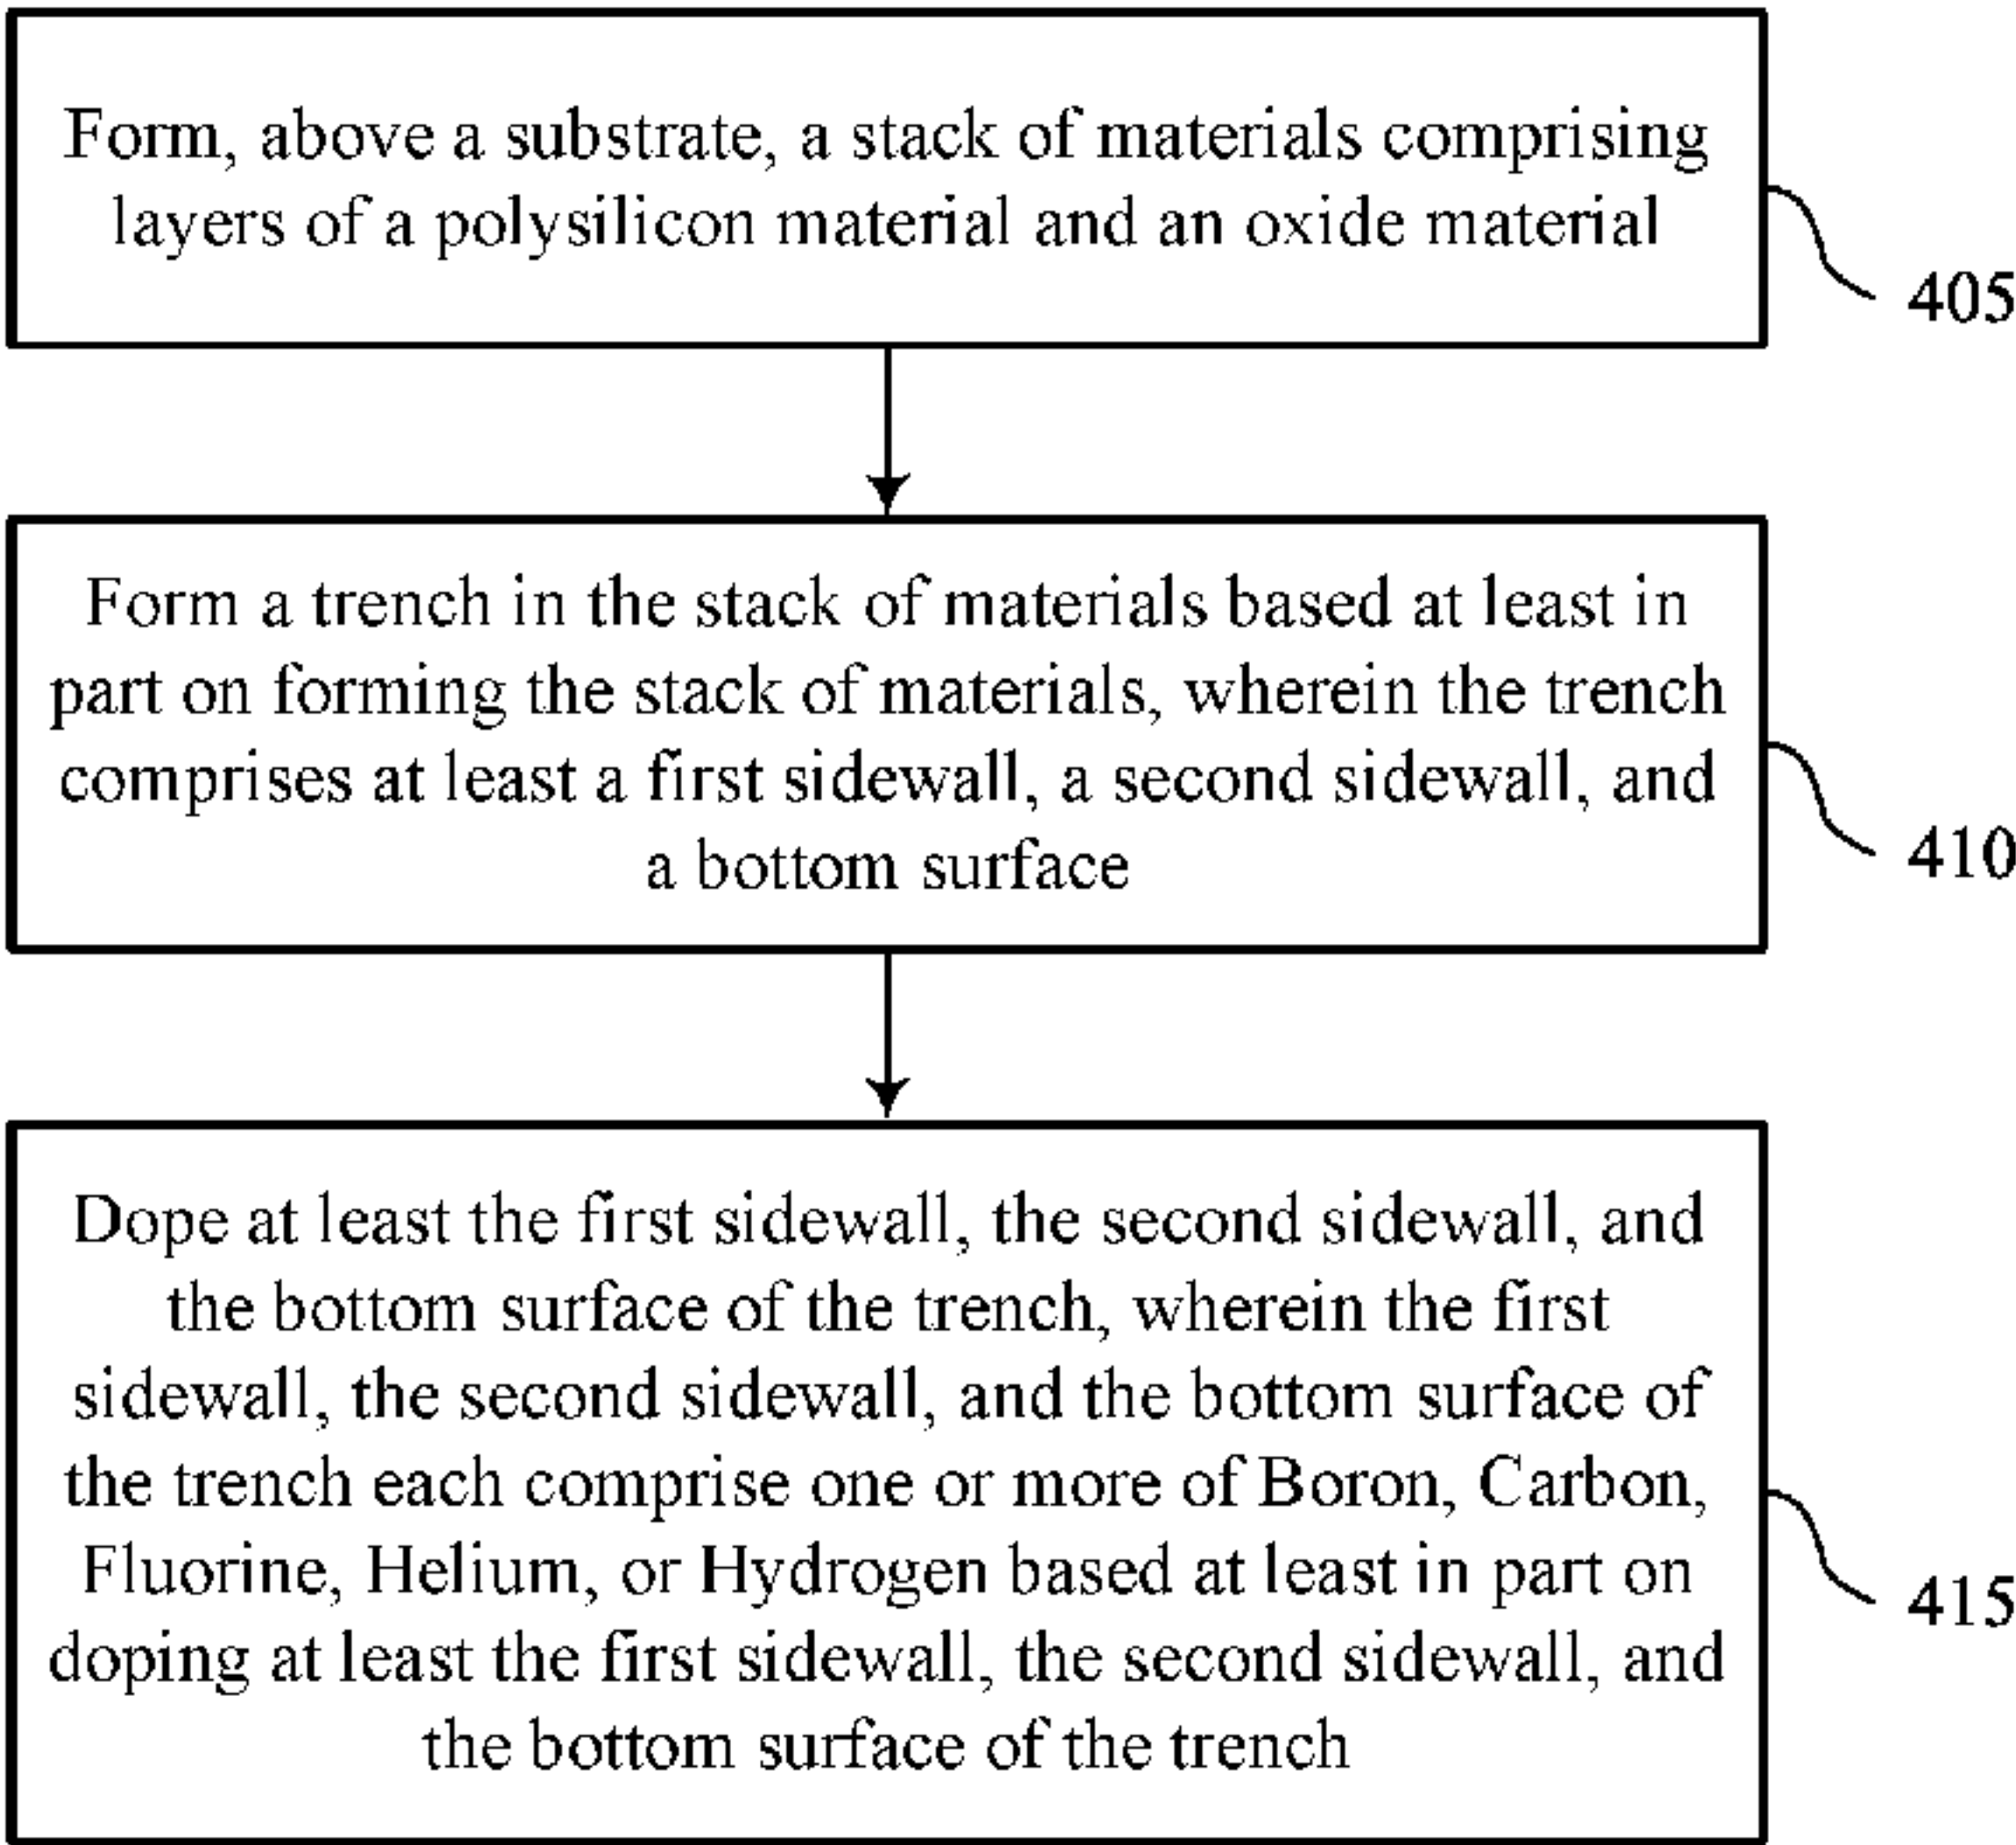 Form, above a substrate, a stack of materials comprising
layers of a polysilicon material and an oxide material
405
Form a trench in the stack of materials based at least in
part on forming the stack of materials, wherein the trench
comprises at least a first sidewall, a second sidewall, and
a bottom surface
410
Dope at least the first sidewall, the second sidewall, and
the bottom surface of the trench, wherein the first
sidewall, the second sidewall, and the bottom surface of
the trench each comprise one or more of Boron, Carbon,
Fluorine, Helium, or Hydrogen based at least in part on
doping at least the first sidewall, the second sidewall, and
the bottom surface of the trench
415